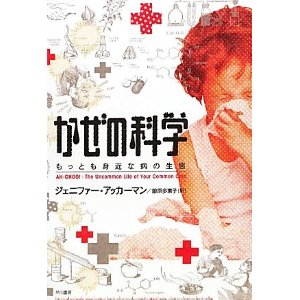 かぜの科学
もっとも身近な病の生態
AH-CHOO! : The Uncommon Life of Your Common Cold
ジェニファー・アッカーマン/鍛原多惠子[訳]
早川書房